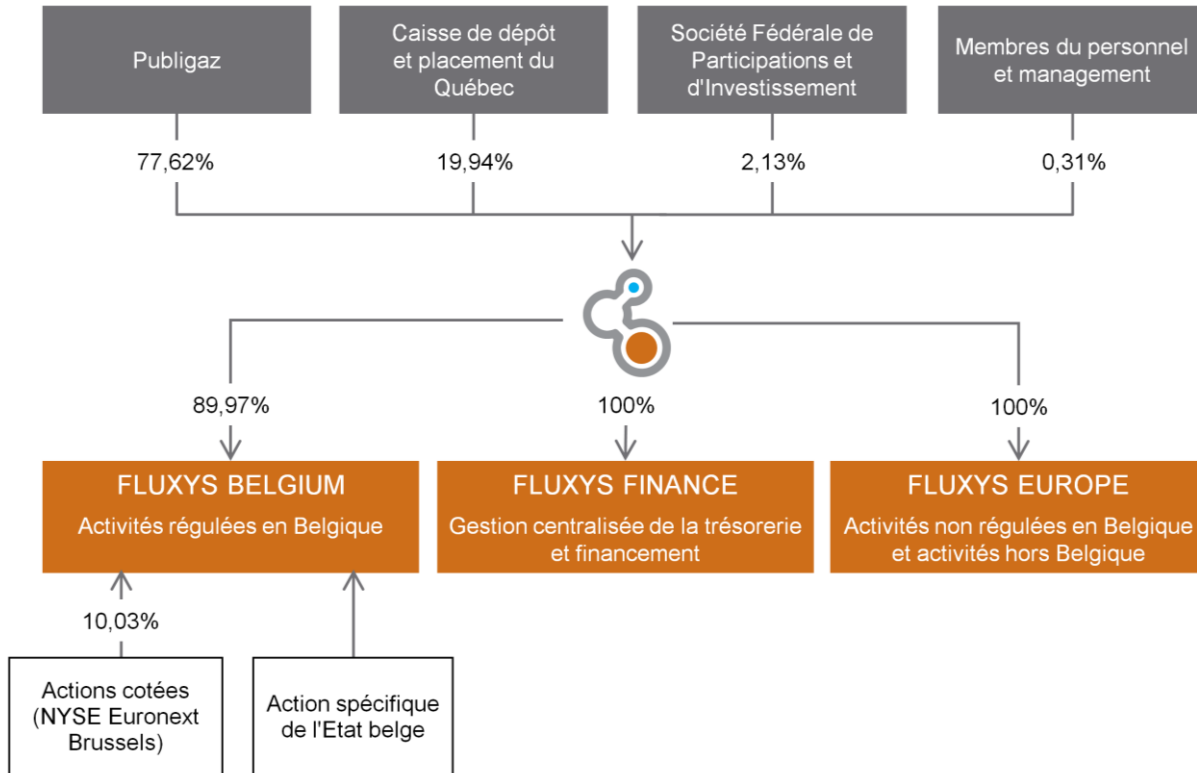 Publigaz
Caisse de dépôt
et placement du
Québec
Société Fédérale de
Participations et
d'Investissement
Membres du personnel
et management
77,62%
19,94%
2,13%
0,31%
89,97%
100%
100%
FLUXYS BELGIUM
Activités régulées en Belgique
FLUXYS FINANCE
Gestion centralisée de la trésorerie
et financement
FLUXYS EUROPE
Activités non régulées en Belgique
et activités hors Belgique
10,03%
Actions cotées
(NYSE Euronext
Brussels)
Action spécifique
de l'Etat belge